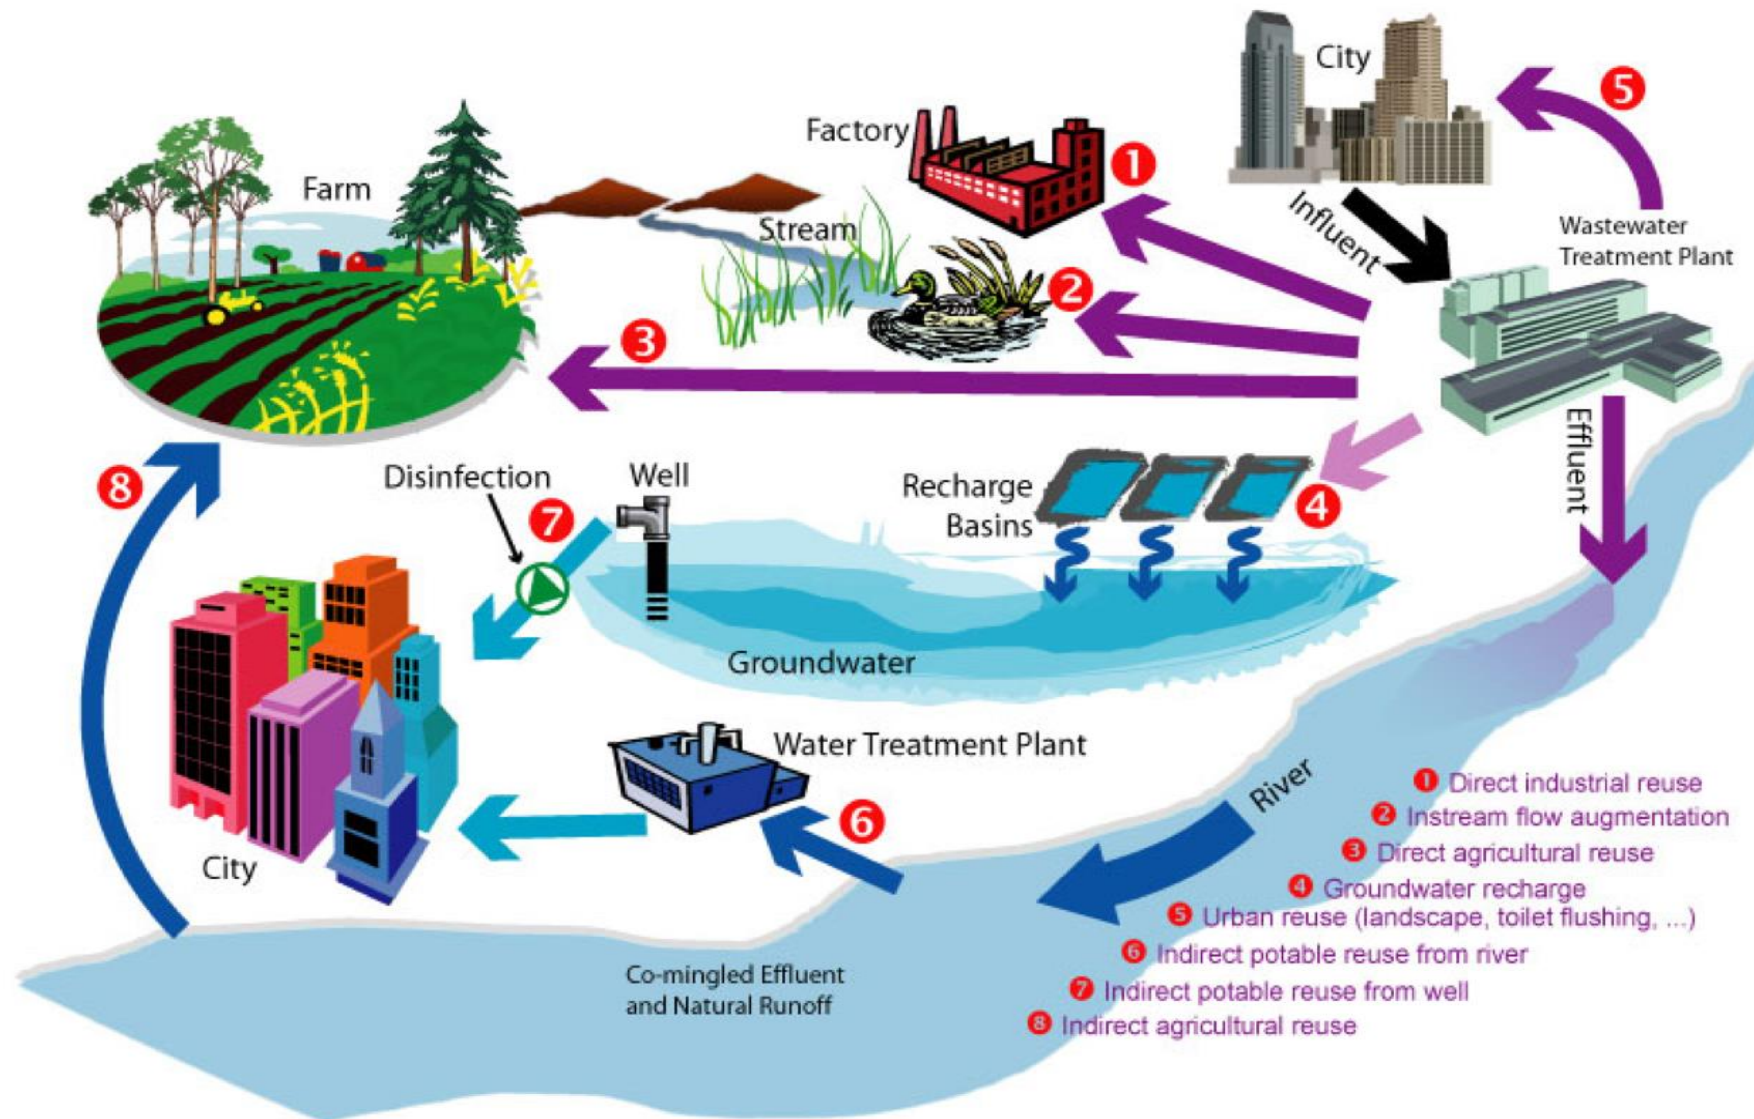 City
5
Factory
1
Influent
Wastewater
Treatment Plant
Farm
Stream
2
3
Effluent
8
Disinfection
Well
7
Recharge
Basins
4
Groundwater
Water Treatment Plant
6
River
City
Co-mingled Effluent
and Natural Runoff
1 Direct industrial reuse
2 Instream flow augmentation
3 Direct agricultural reuse
4 Groundwater recharge
5 Urban reuse (landscape, toilet flushing, ...)
6 Indirect potable reuse from river
7 Indirect potable reuse from well
8 Indirect agricultural reuse